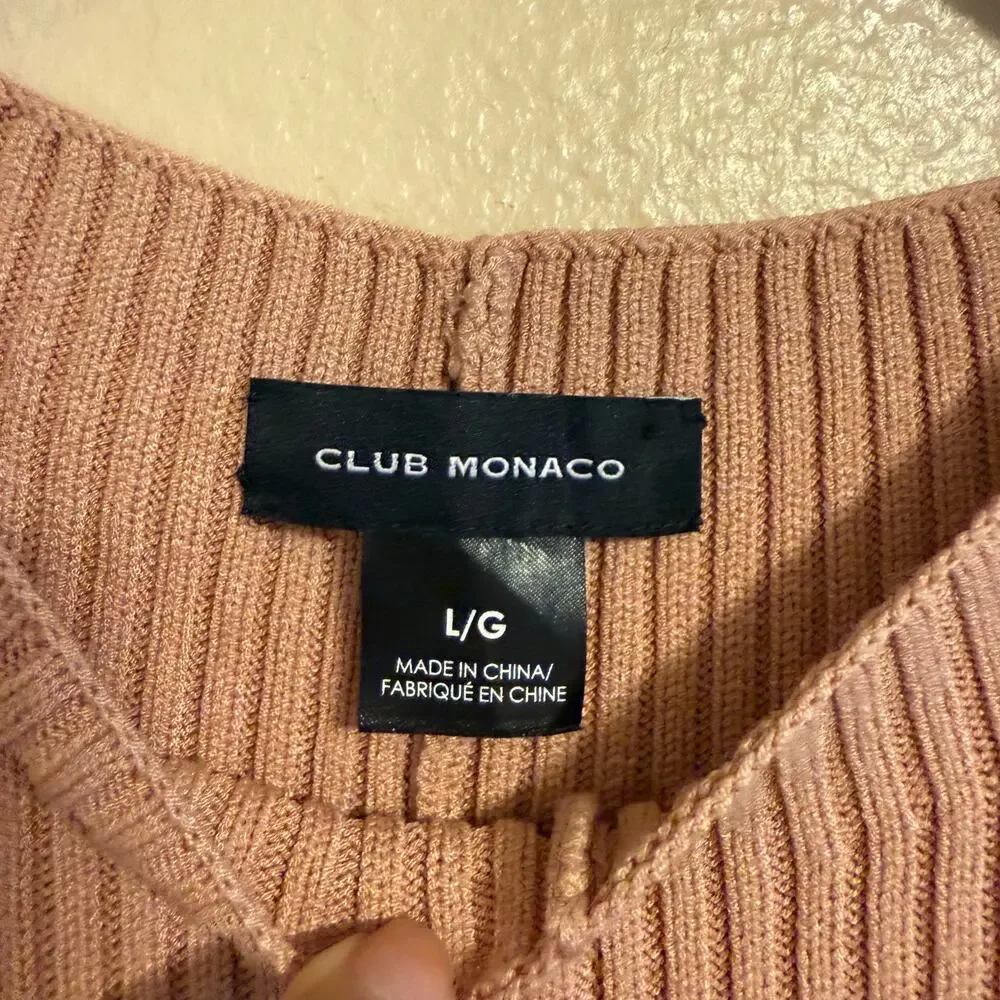 CLUB MONACO
L/G
MADE IN CHINA/
FABRIQUÉ EN CHINE